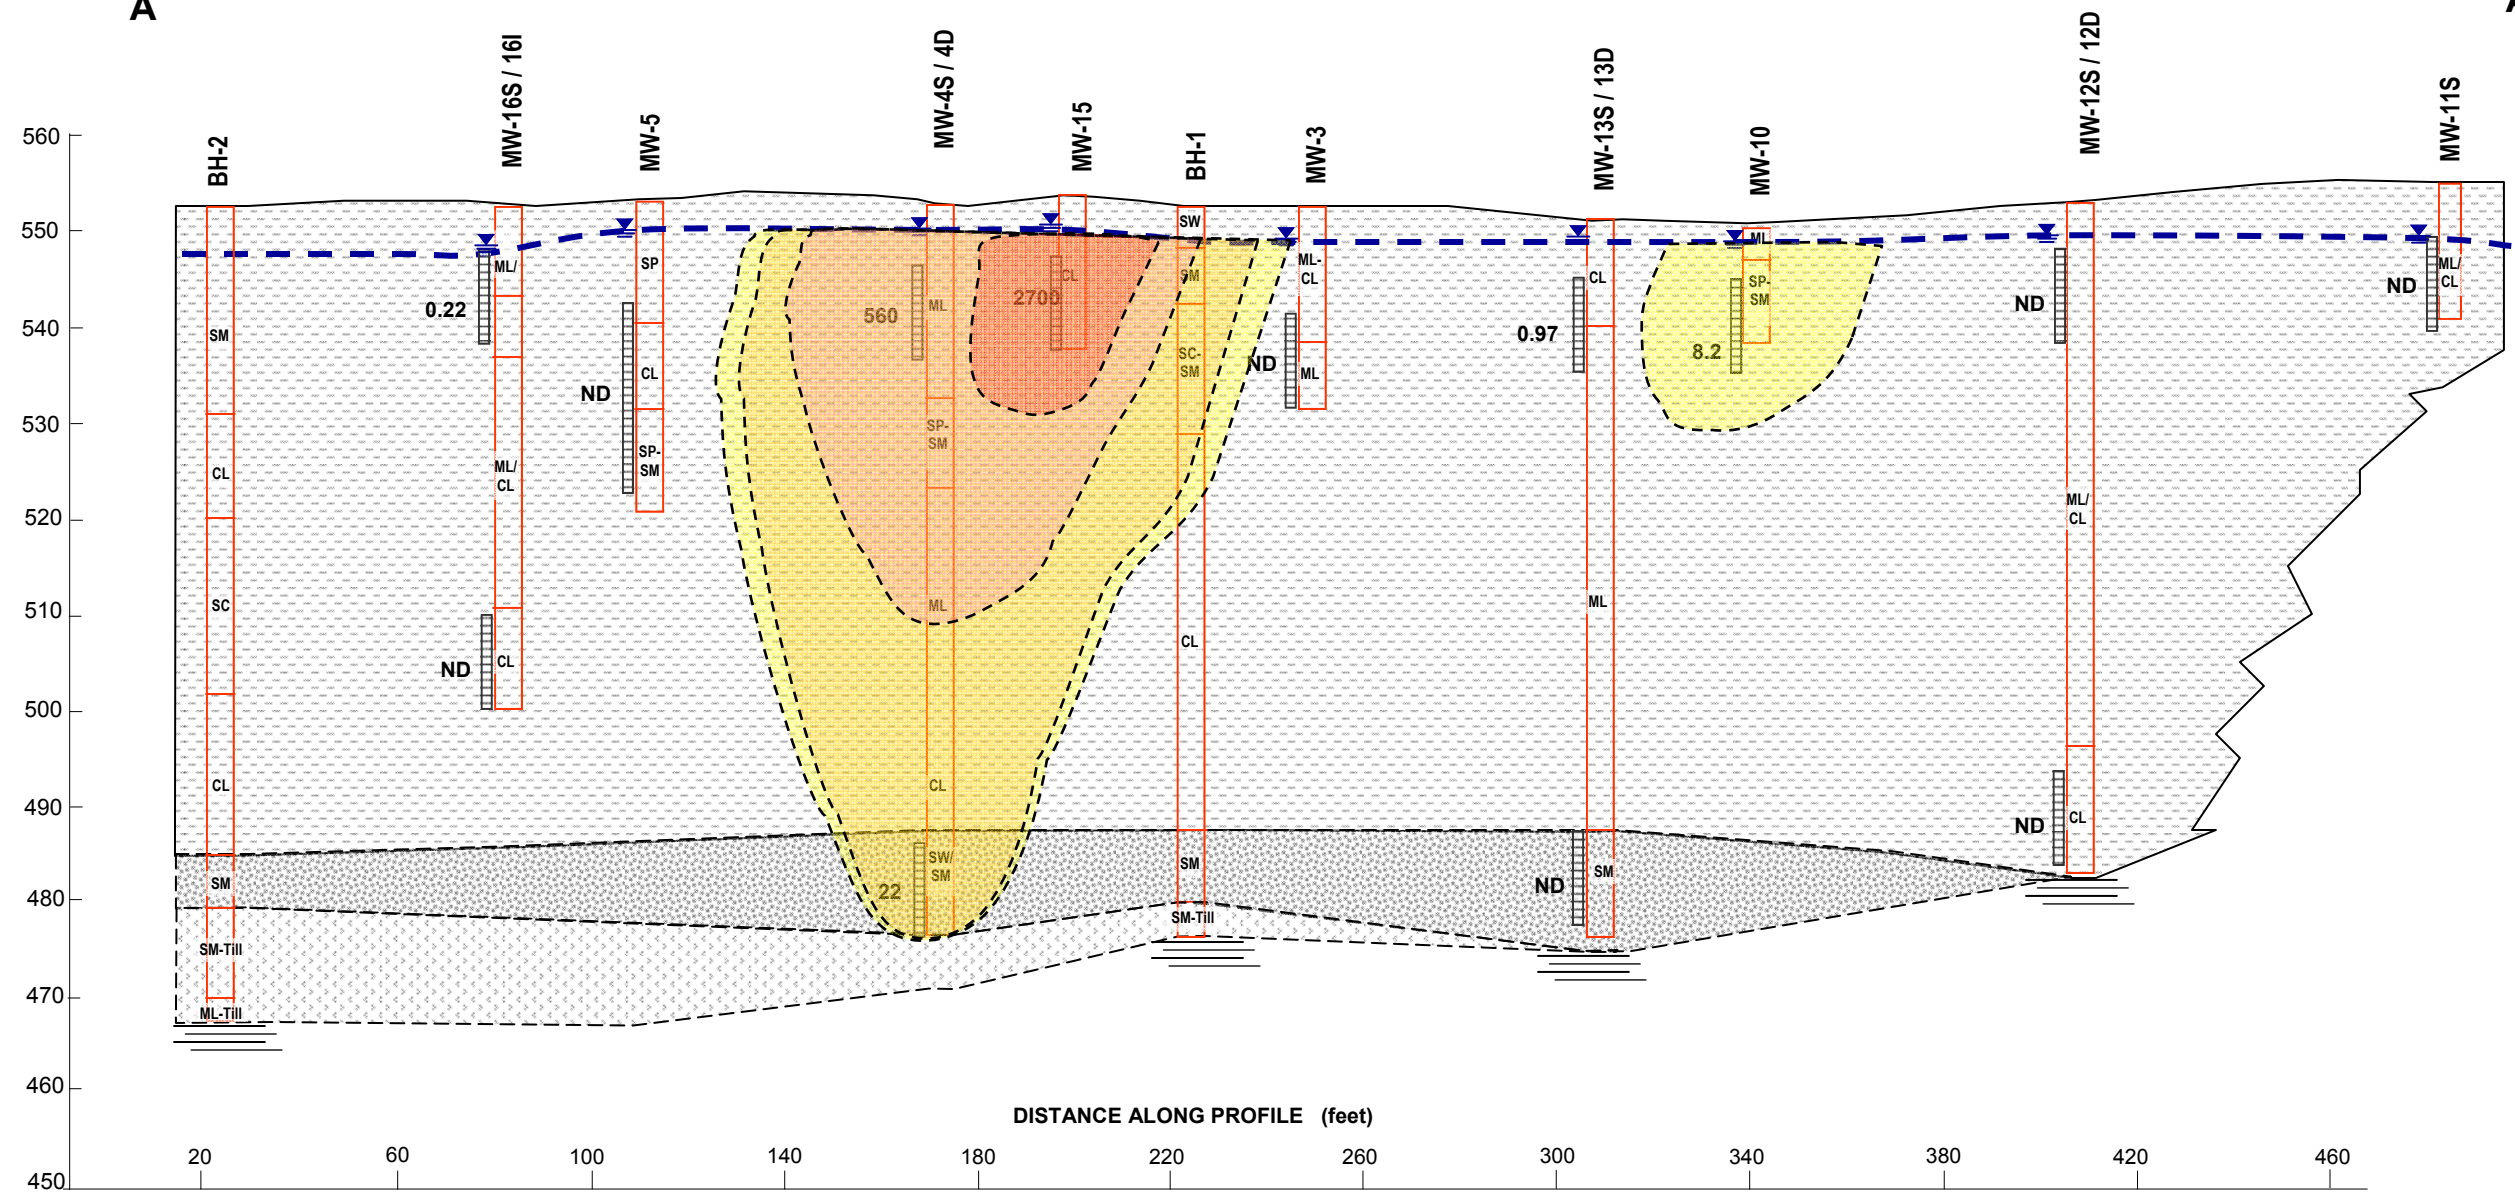 A
A
BH-2
MW-16S / 16I
MW-5
MW-4S / 4D
MW-15
BH-1
MW-3
MW-13S / 13D
MW-10
MW-12S / 12D
MW-11S
560
550
540
530
520
510
500
490
480
470
460
450
SM
CL
SC
CL
SM
SM-Till
ML-Till
0.22
ND
ML/
ML/
CL
CL
ND
SP
CL
SP-
SM
560
22
ML
SP-
SM
ML
CL
SW/
SM
2700
CL
SW
SM
SC-
SM
CL
SM
SM-Till
ND
ML-
CL
ML
0.97
ND
CL
ML
SM
8.2
ML
SP-
SM
ND
ND
ML/
CL
CL
ND
ML/
CL
DISTANCE ALONG PROFILE (feet)
20 60 100 140 180 220 260 300 340 380 420 460